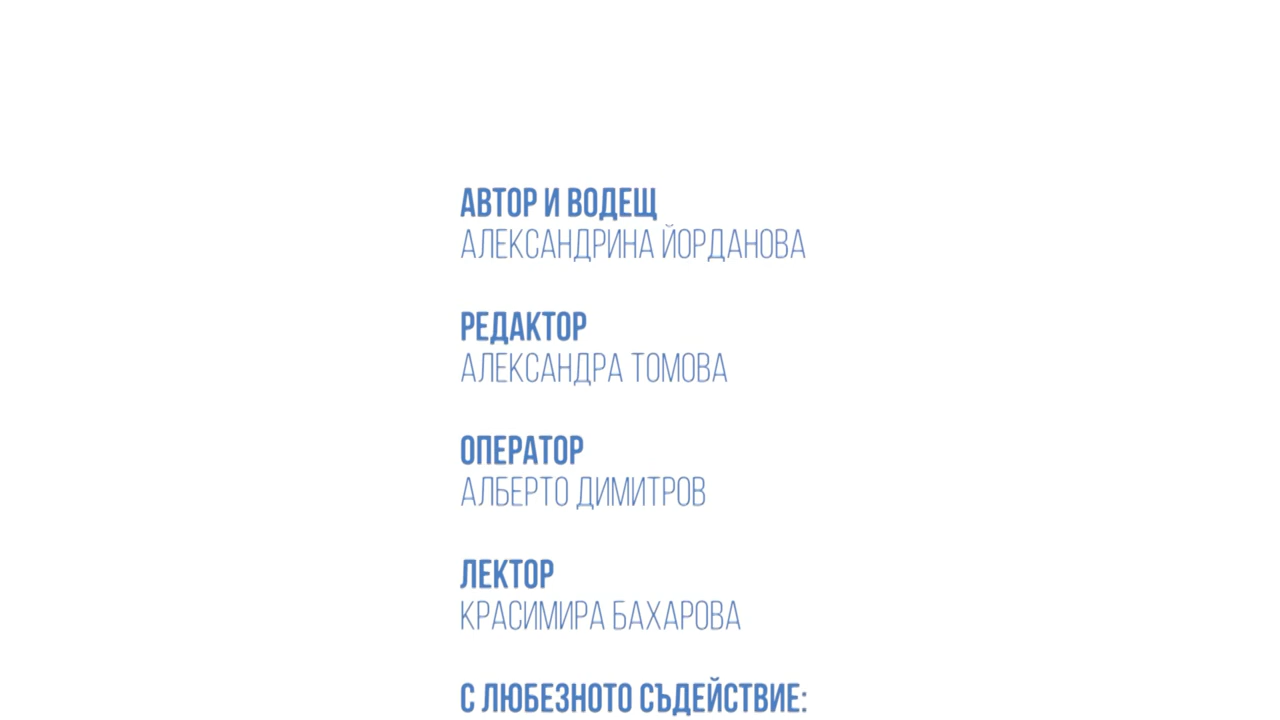 АВТОР И ВОДЕЩ
АЛЕКСАНДРИНА ЙОРДАНОВА
РЕДАКТОР
АЛЕКСАНДРА ТОМОВА
ОПЕРАТОР
АЛБЕРТО ДИМИТРОВ
ЛЕКТОР
КРАСИМИРА БАХАРОВА
С ЛЮБЕЗНОТО СЪДЕЙСТВИЕ: